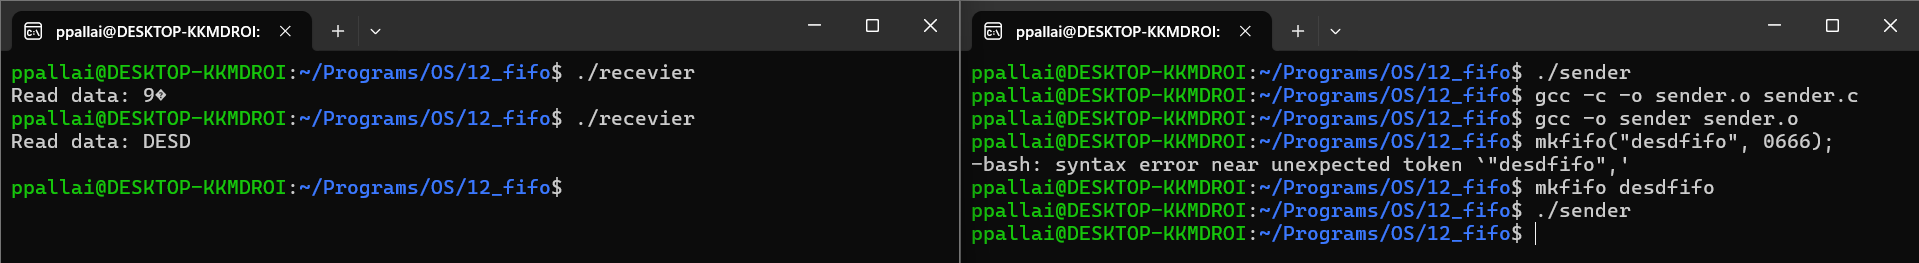 ppallai@DESKTOP-KKMDROI:
ppallai@DESKTOP-KKMDROI:~/Programs/OS/12_fifo$ ./recevier
Read data: 9�
ppallai@DESKTOP-KKMDROI:~/Programs/OS/12_fifo$ ./recevier
Read data: DESD
ppallai@DESKTOP-KKMDROI:~/Programs/OS/12_fifo$
ppallai@DESKTOP-KKMDROI:
ppallai@DESKTOP-KKMDROI:~/Programs/OS/12_fifo$ ./sender
ppallai@DESKTOP-KKMDROI:~/Programs/OS/12_fifo$ gcc -c -o sender.o sender.c
ppallai@DESKTOP-KKMDROI:~/Programs/OS/12_fifo$ gcc -o sender sender.o
ppallai@DESKTOP-KKMDROI:~/Programs/OS/12_fifo$ mkfifo("desdfifo", 0666);
-bash: syntax error near unexpected token `"desdfifo",'
ppallai@DESKTOP-KKMDROI:~/Programs/OS/12_fifo$ mkfifo desdfifo
ppallai@DESKTOP-KKMDROI:~/Programs/OS/12_fifo$ ./sender
ppallai@DESKTOP-KKMDROI:~/Programs/OS/12_fifo$